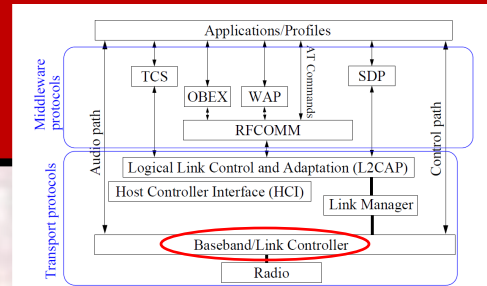 Applications/Profiles
Middleware
protocols
TCS
OBEX
WAP
AT Commands
SDP
RFCOMM
Audio path
Control path
Transport protocols
Logical Link Control and Adaptation (L2CAP)
Host Controller Interface (HCI)
Link Manager
Baseband/Link Controller
Radio